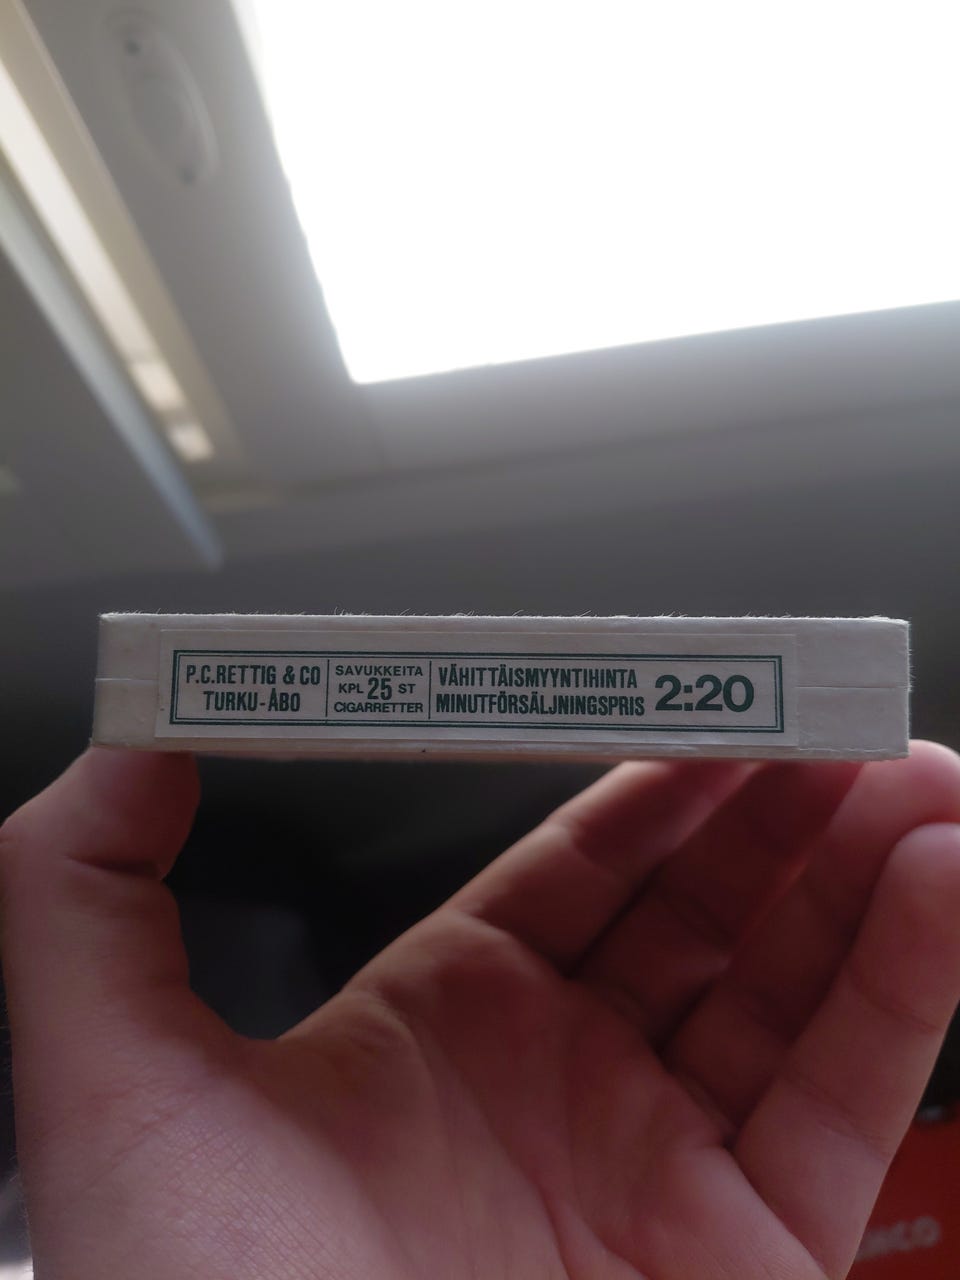 P.C.RETTIG & CO
TURKU-ÅBO
SAVUKKEITA
KPL 25 ST
CIGARRETTER
VÄHITTÄISMYYNTIHINTA
MINUTFÖRSÄLJNINGSPRIS
2:20